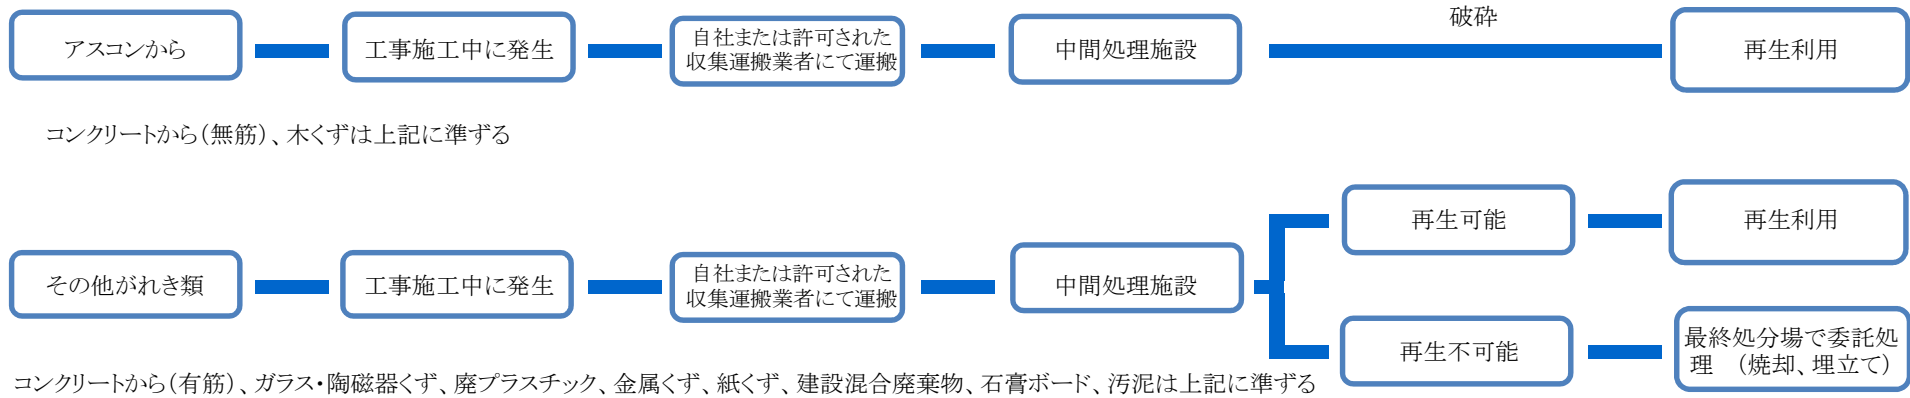 破砕
アスコンから
工事施工中に発生
自社または許可された
収集運搬業者にて運搬
中間処理施設
再生利用
コンクリートから(無筋)、木くずは上記に準ずる
再生可能
再生利用
その他がれき類
工事施工中に発生
自社または許可された
収集運搬業者にて運搬
中間処理施設
再生不可能
最終処分場で委託処
理　(焼却、埋立て)
コンクリートから(有筋)、ガラス・陶磁器くず、廃プラスチック、金属くず、紙くず、建設混合廃棄物、石膏ボード、汚泥は上記に準ずる